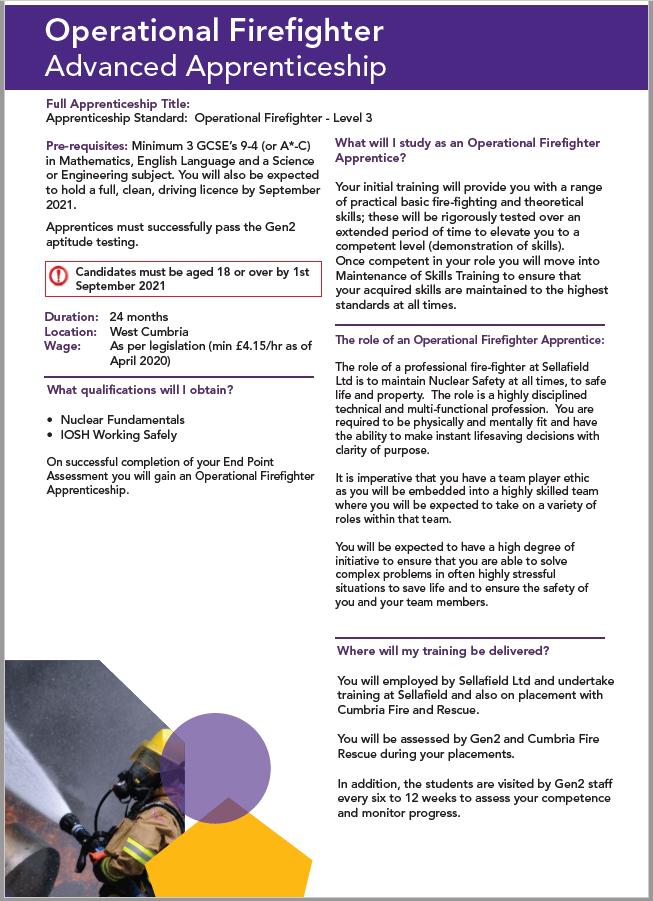 Operational Firefighter
Advanced Apprenticeship
Full Apprenticeship Title:
Apprenticeship Standard:  Operational Firefighter - Level 3
Pre-requisites: Minimum 3 GCSE's 9-4 (or A*-C)
in Mathematics, English Language and a Science
or Engineering subject. You will also be expected
to hold a full, clean, driving licence by September
2021.
Apprentices must successfully pass the Gen2
aptitude testing.
Candidates must be aged 18 or over by 1st
September 2021
Duration: 24 months
Location: West Cumbria
Wage: As per legislation (min £4.15/hr as of
April 2020)
What qualifications will I obtain?
• Nuclear Fundamentals
• IOSH Working Safely
On successful completion of your End Point
Assessment you will gain an Operational Firefighter
Apprenticeship.
What will I study as an Operational Firefighter
Apprentice?
Your initial training will provide you with a range
of practical basic fire-fighting and theoretical
skills; these will be rigorously tested over an
extended period of time to elevate you to a
competent level (demonstration of skills).
Once competent in your role you will move into
Maintenance of Skills Training to ensure that
your acquired skills are maintained to the highest
standards at all times.
The role of an Operational Firefighter Apprentice:
The role of a professional fire-fighter at Sellafield
Ltd is to maintain Nuclear Safety at all times, to safe
life and property.  The role is a highly disciplined
technical and multi-functional profession.  You are
required to be physically and mentally fit and have
the ability to make instant lifesaving decisions with
clarity of purpose.
It is imperative that you have a team player ethic
as you will be embedded into a highly skilled team
where you will be expected to take on a variety of
roles within that team.
You will be expected to have a high degree of
initiative to ensure that you are able to solve
complex problems in often highly stressful
situations to save life and to ensure the safety of
you and your team members.
Where will my training be delivered?
You will employed by Sellafield Ltd and undertake
training at Sellafield and also on placement with
Cumbria Fire and Rescue.
You will be assessed by Gen2 and Cumbria Fire
Rescue during your placements.
In addition, the students are visited by Gen2 staff
every six to 12 weeks to assess your competence
and monitor progress.